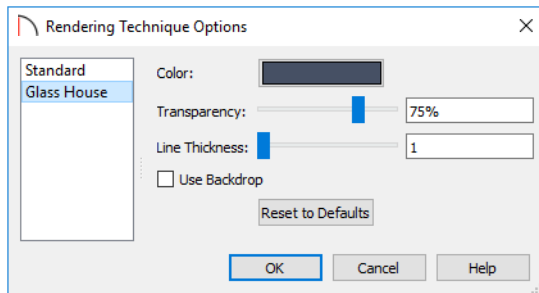 Rendering Technique Options
Standard
Glass House
Color:
Transparency:
75%
Line Thickness:
1
Use Backdrop
Reset to Defaults
OK
Cancel
Help